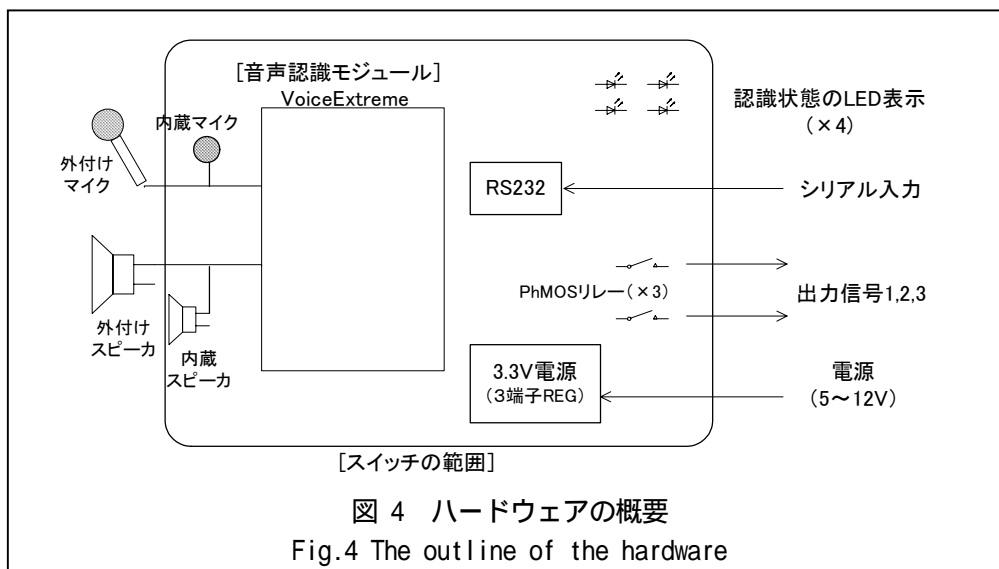 [音声認識モジュール]
VoiceExtreme
内蔵マイク
外付け
マイク
認識状態のLED表示
(×4)
RS232
シリアル入力
PhMOSリレー(×3)
出力信号1,2,3
外付け
スピーカ
内蔵
スピーカ
3.3V電源
(3端子REG)
電源
(5～12V)
[スイッチの範囲]
図 4 ハードウェアの概要
Fig.4 The outline of the hardware